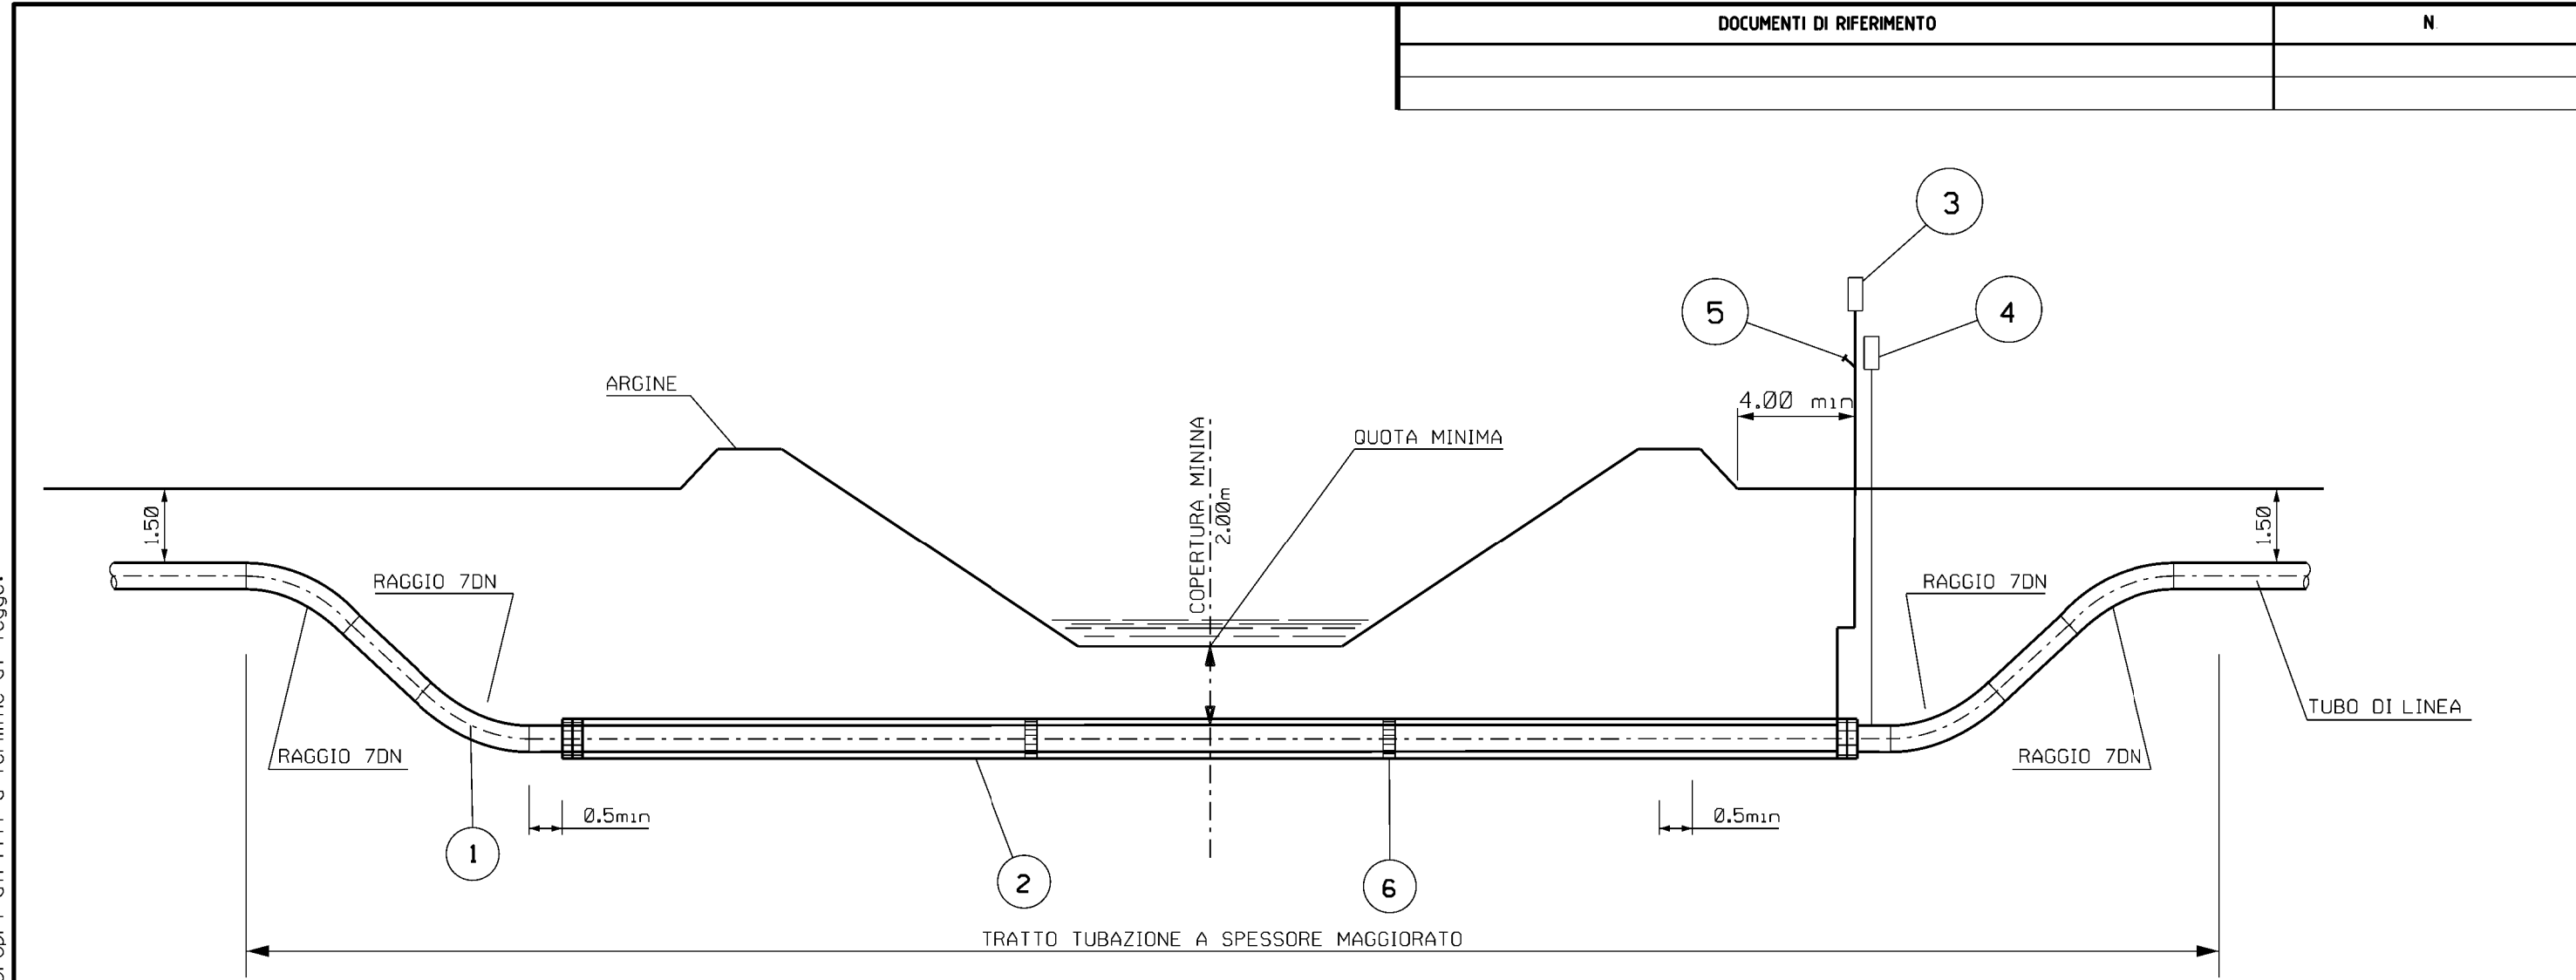 DOCUMENTI DI RIFERIMENTO
N.
3
5
4
ARGINE
4.00 min
COPERTURA MININA
2.00m
QUOTA MINIMA
1.50
1.50
RAGGIO 7DN
RAGGIO 7DN
TUBO DI LINEA
RAGGIO 7DN
RAGGIO 7DN
0.5min
0.5min
1
2
6
TRATTO TUBAZIONE A SPESSORE MAGGIORATO